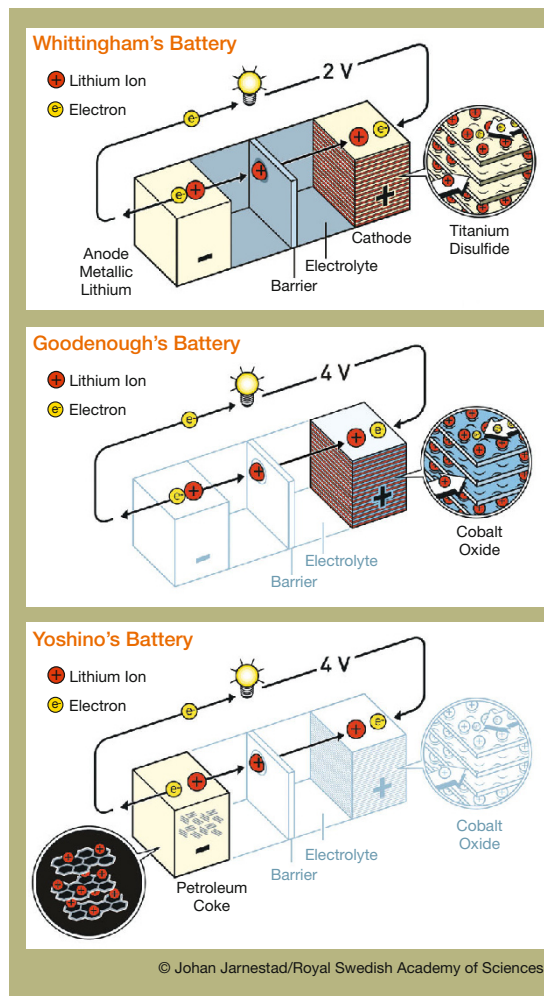 Whittingham's Battery
+ Lithium Ion
e- Electron
2 V
e-
e-
+
+
+
e-
-
+
Anode
Metallic
Lithium
Barrier
Electrolyte
Cathode
Titanium
Disulfide
Goodenough's Battery
+ Lithium Ion
e- Electron
4 V
e-
e-
+
+
+
e-
-
+
Barrier
Electrolyte
Cobalt
Oxide
Yoshino's Battery
+ Lithium Ion
e- Electron
4 V
e-
e-
+
+
+
e-
-
+
Petroleum
Coke
Barrier
Electrolyte
Cobalt
Oxide
© Johan Jarnestad/Royal Swedish Academy of Sciences